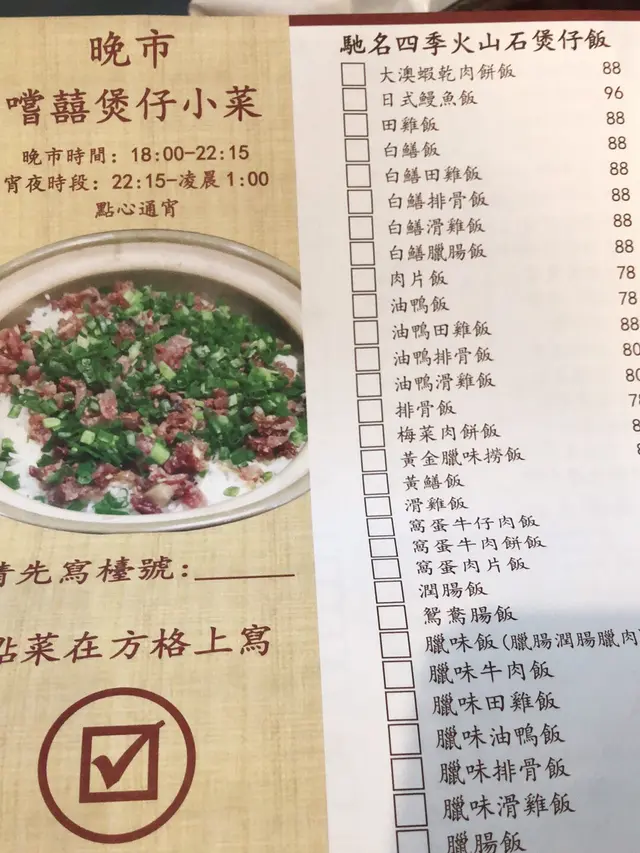 晚市
嚐囍煲仔小菜
晚市時間：18:00-22:15
宵夜時段：22:15-凌晨1:00
點心通宵
請先寫檯號:
點菜在方格上寫
馳名四季火山石煲仔飯
大澳蝦乾肉餅飯 88
日式鰻魚飯 96
田雞飯 88
白鱔飯 88
白鱔田雞飯 88
白鱔排骨飯 88
白鱔滑雞飯 88
白鱔臘腸飯 88
肉片飯 78
油鴨飯 78
油鴨田雞飯 88
油鴨排骨飯 80
油鴨滑雞飯 80
排骨飯
梅菜肉餅飯
黃金臘味撈飯
黃鱔飯
滑雞飯
窩蛋牛仔肉飯
窩蛋牛肉餅飯
窩蛋肉片飯
潤腸飯
鴛鴦腸飯
臘味飯(臘腸潤腸臘肉
臘味牛肉飯
臘味田雞飯
臘味油鴨飯
臘味排骨飯
臘味滑雞飯
臘腸飯